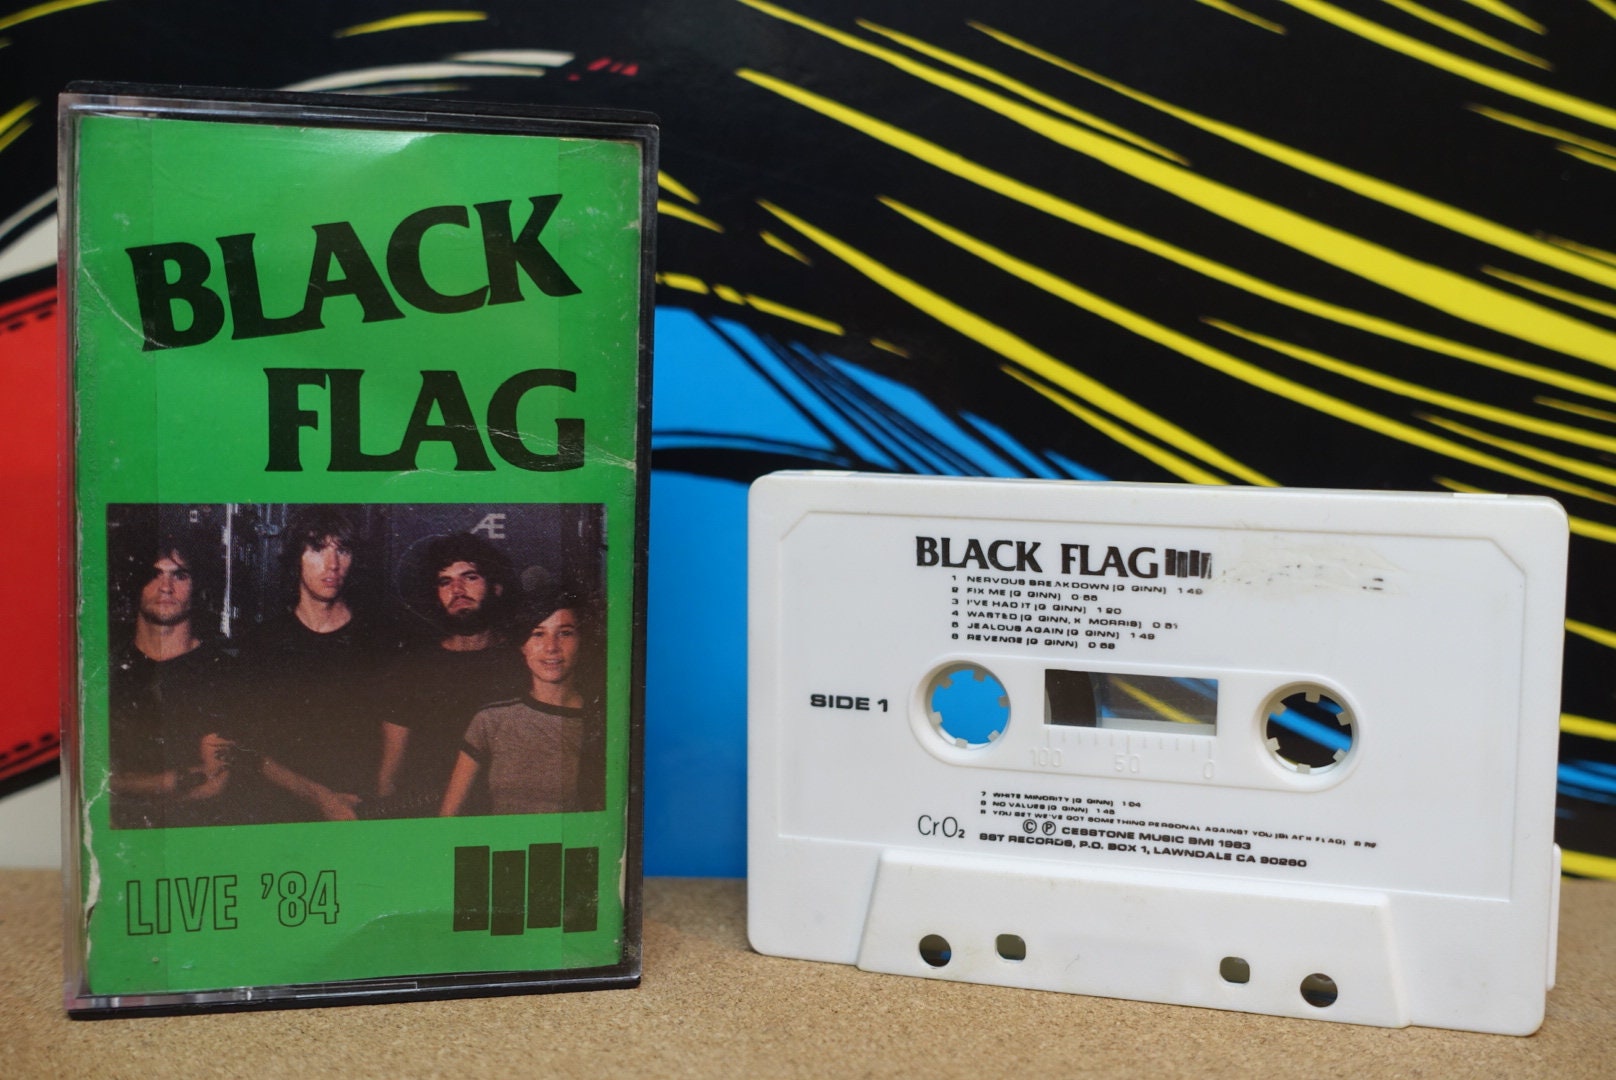 BLACK
FLAG
Æ
LIVE '84
BLACK FLAG
1 NERVOUS BREAKDOWN (G GINN) 1:49
2 FIX ME (G GINN) 0:55
3 I'VE HAD IT (G GINN) 1:20
4 WASTED (G GINN, K MORRIS) 0:51
5 JEALOUS AGAIN (G GINN) 1:49
6 REVENGE (G GINN) 0:59
SIDE 1
100 50 0
7 WHITE MINORITY (G GINN) 1:04
8 NO VALUES (G GINN) 1:45
9 YOU BET WE'VE GOT SOMETHING PERSONAL AGAINST YOU (BLACK FLAG)
CrO2
© ℗ CESSTONE MUSIC BMI 1983
SST RECORDS, P.O. BOX 1, LAWNDALE CA 90260